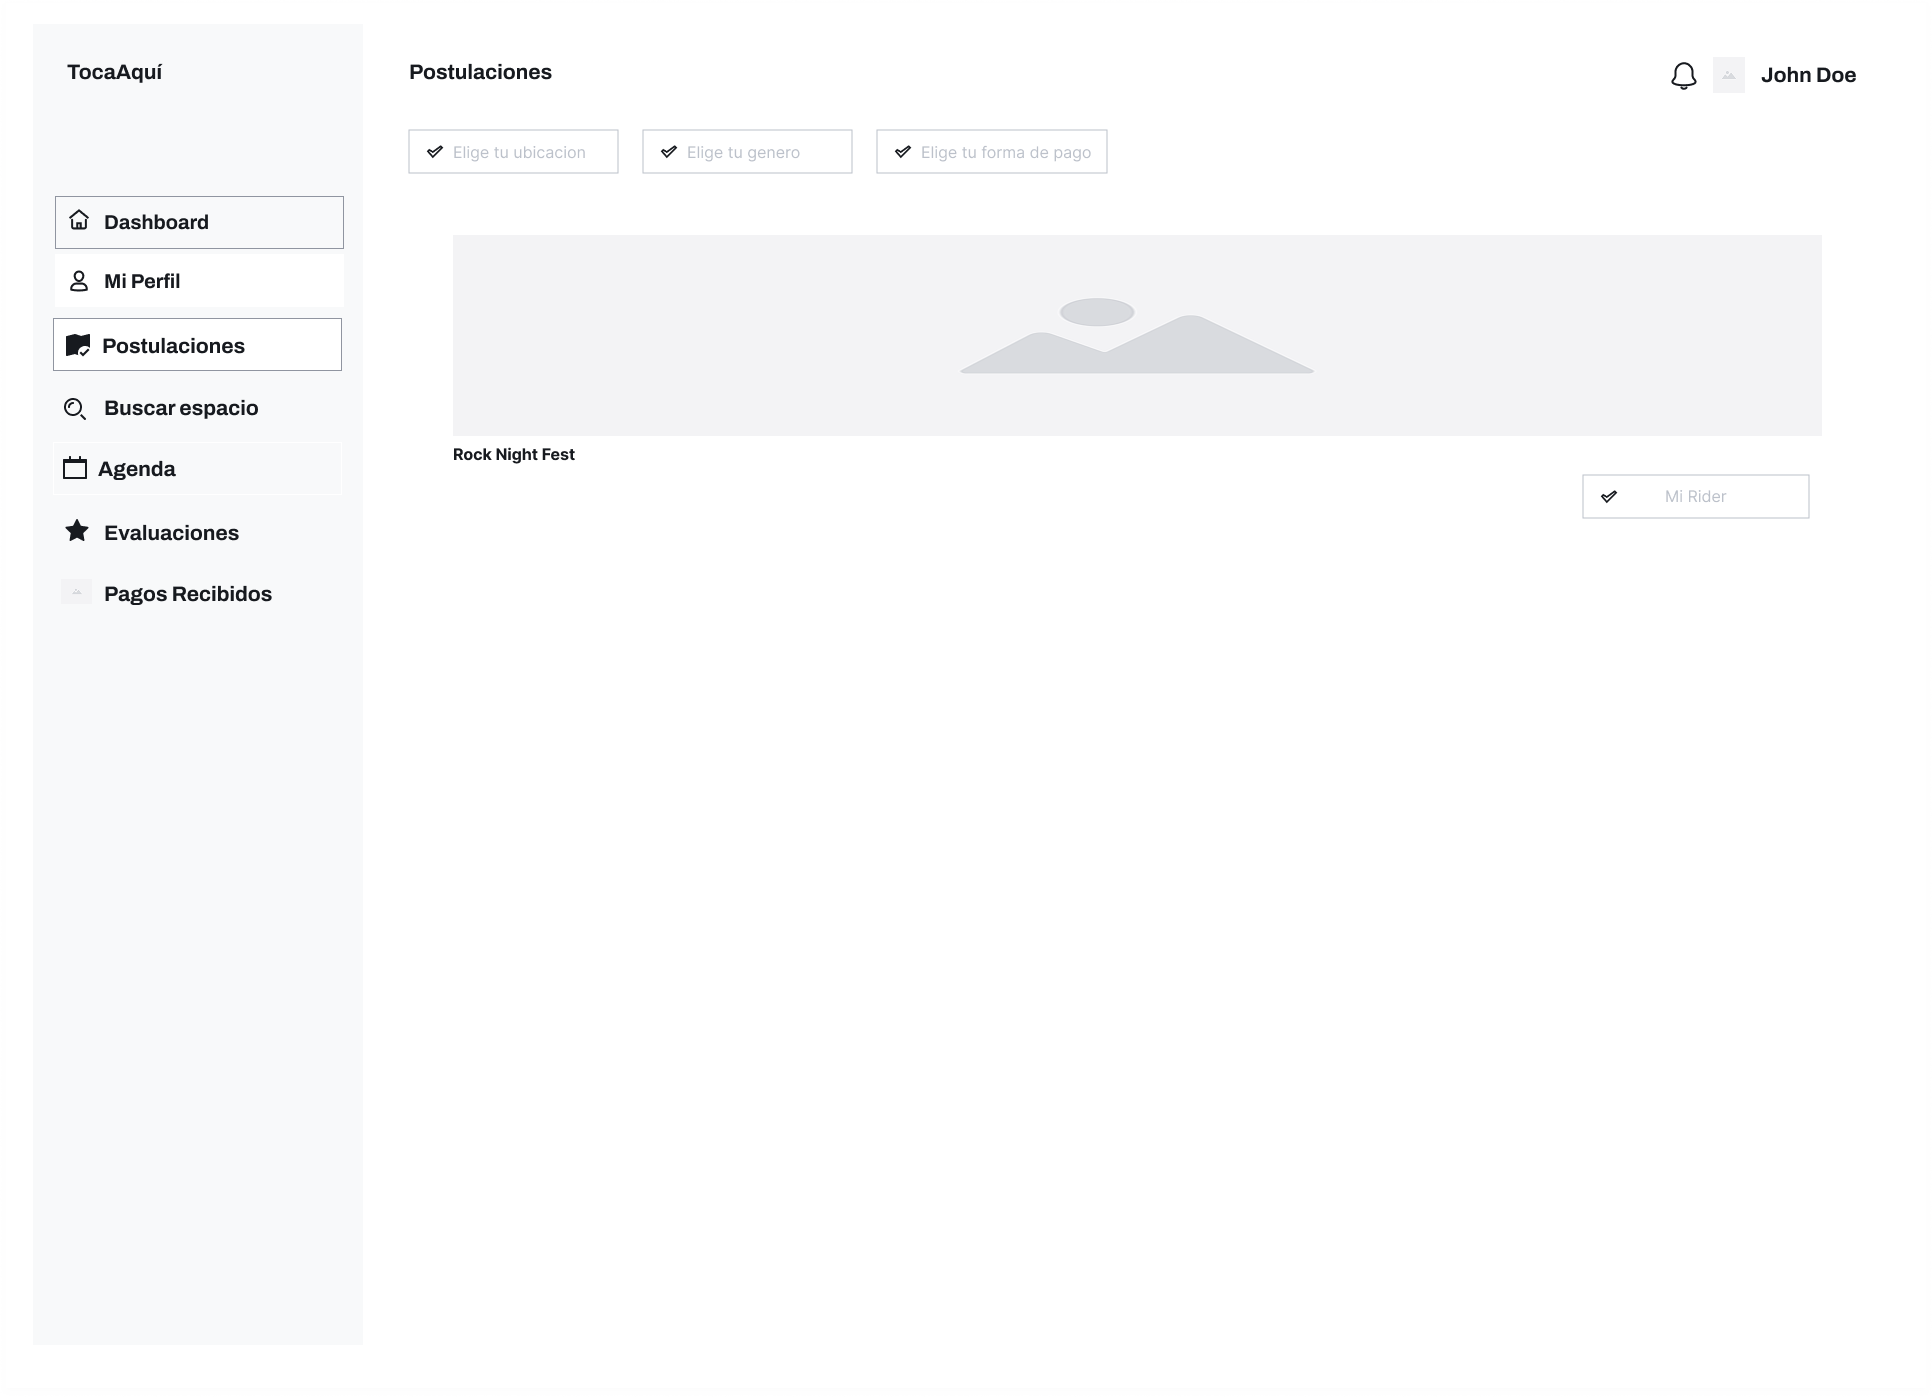 TocaAquí
Dashboard
Mi Perfil
Postulaciones
Buscar espacio
Agenda
Evaluaciones
Pagos Recibidos
Postulaciones
John Doe
Elige tu ubicacion
Elige tu genero
Elige tu forma de pago
Rock Night Fest
Mi Rider